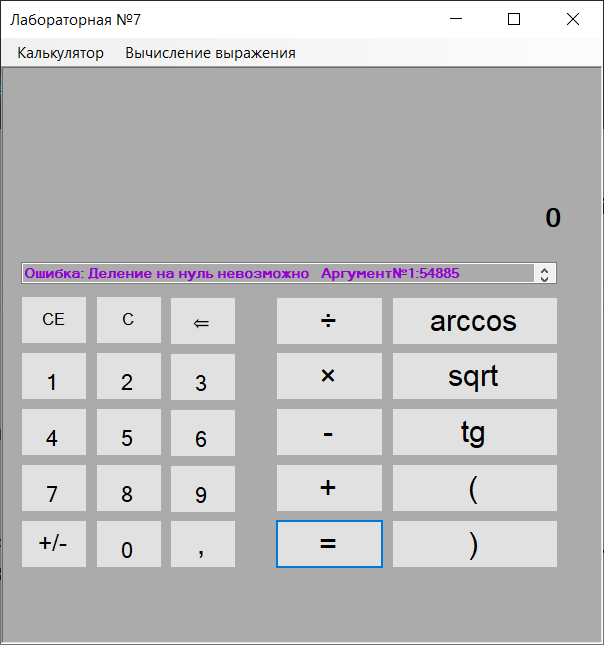 Лабораторная №7
Калькулятор Вычисление выражения
0
Ошибка: Деление на нуль невозможно Аргумент№1:54885
CE C ⇐ ÷ arccos
1 2 3 × sqrt
4 5 6 - tg
7 8 9 + (
+/- 0 , = )